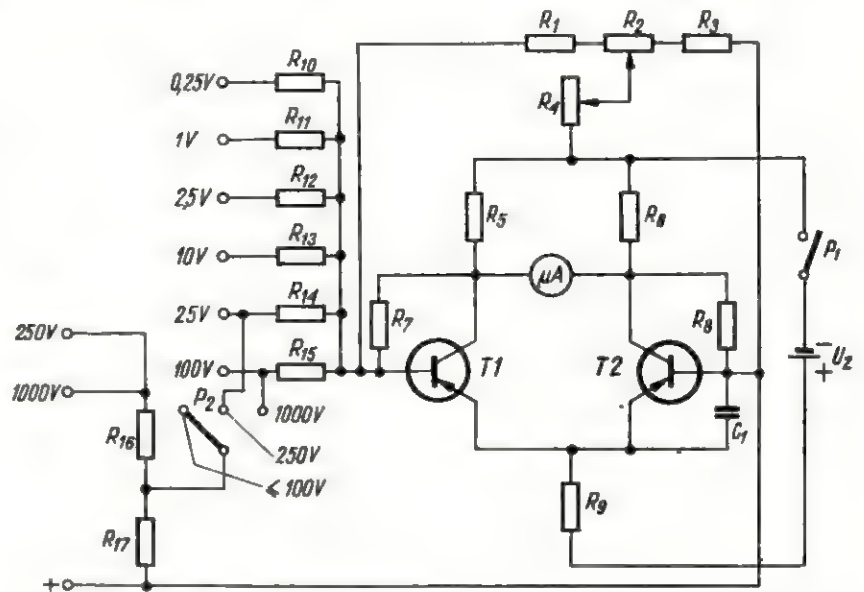 R1
R2
R3
R10
0,25V
R4
R11
1V
R12
2,5V
R5
R6
R13
10V
P1
μA
R14
25V
R7
R8
250V
R15
100V
T1
T2
− U2
+
1000V
P2
1000V
C1
R16
250V
≤ 100V
R9
R17
+